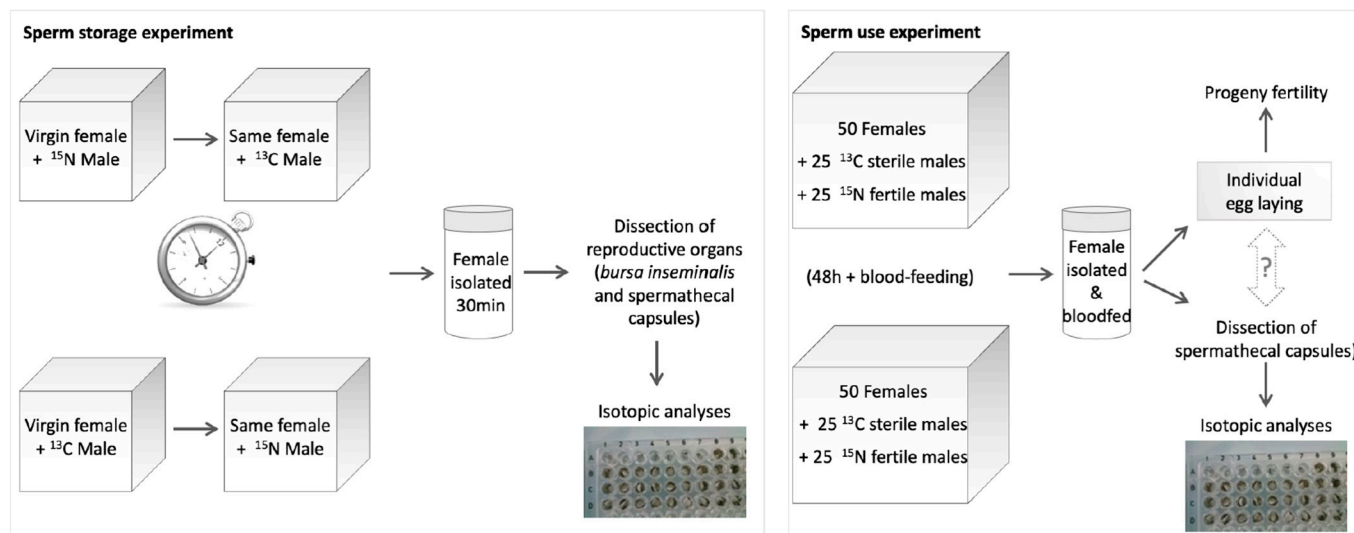 Sperm storage experiment
Virgin female
+ ¹⁵N Male
Same female
+ ¹³C Male
Female
isolated
30min
Dissection of
reproductive organs
(bursa inseminalis
and spermathecal
capsules)
Virgin female
+ ¹³C Male
Same female
+ ¹⁵N Male
Isotopic analyses
Sperm use experiment
50 Females
+ 25 ¹³C sterile males
+ 25 ¹⁵N fertile males
(48h + blood-feeding)
50 Females
+ 25 ¹³C sterile males
+ 25 ¹⁵N fertile males
Female
isolated
&
bloodfed
Progeny fertility
Individual
egg laying
?
Dissection of
spermathecal capsules)
Isotopic analyses